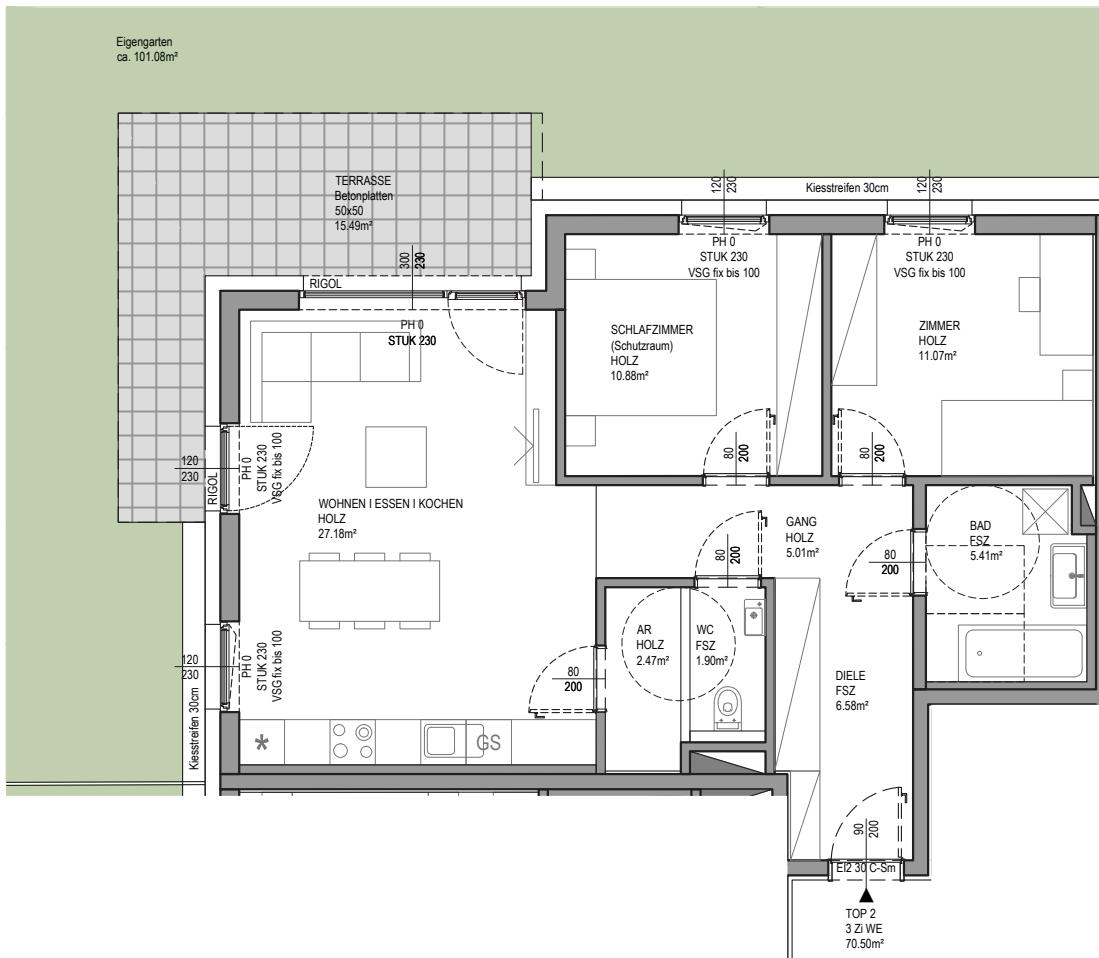 Eigengarten
ca. 101.08m²
TERRASSE
Betonplatten
50x50
15.49m²
120
230
Kiesstreifen 30cm
120
230
300
230
RIGOL
PH 0
STUK 230
PH 0
STUK 230
VSG fix bis 100
PH 0
STUK 230
VSG fix bis 100
SCHLAFZIMMER
(Schutzraum)
HOLZ
10.88m²
ZIMMER
HOLZ
11.07m²
80
200
80
200
120
230
RIGOL
PH 0
STUK 230
VSG fix bis 100
WOHNEN I ESSEN I KOCHEN
HOLZ
27.18m²
GANG
HOLZ
5.01m²
BAD
FSZ
5.41m²
80
200
80
200
120
230
PH 0
STUK 230
VSG fix bis 100
Kiesstreifen 30cm
AR
HOLZ
2.47m²
WC
FSZ
1.90m²
80
200
DIELE
FSZ
6.58m²
*
GS
90
200
EI2 30 C-Sm
TOP 2
3 Zi WE
70.50m²